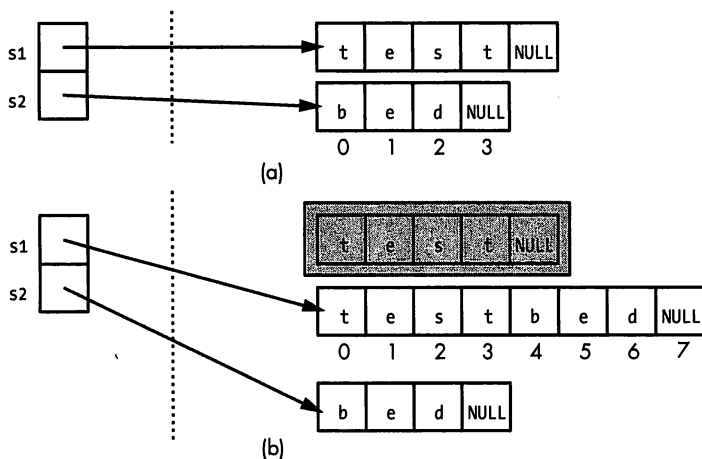 s1 t e s t NULL
s2 b e d NULL
0 1 2 3
(a)
s1 t e s t NULL
s2 t e s t b e d NULL
0 1 2 3 4 5 6 7
b e d NULL
(b)